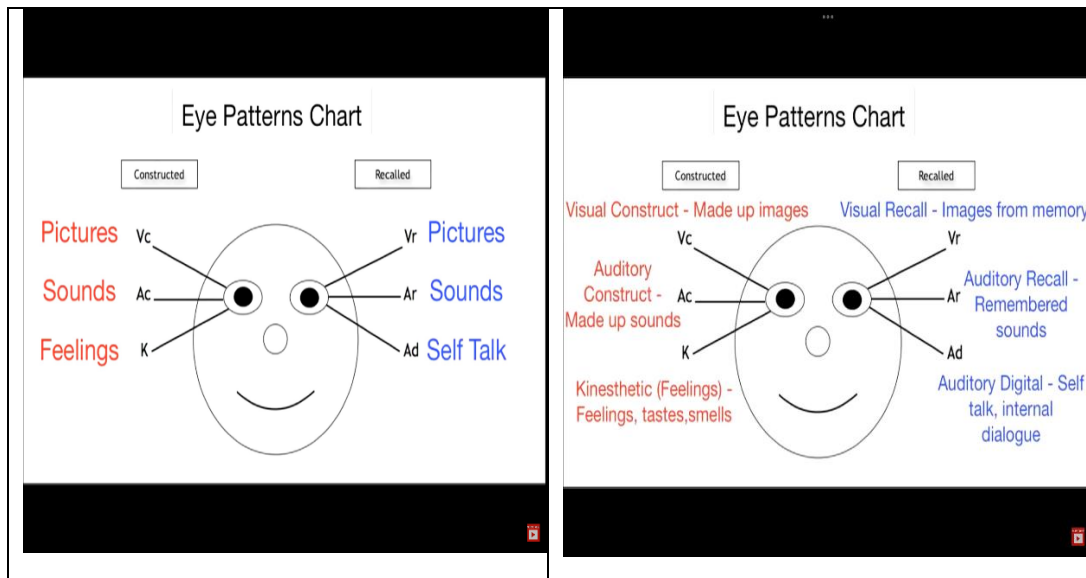 Eye Patterns Chart
Constructed
Recalled
Pictures Vc
Vr Pictures
Sounds Ac
Ar Sounds
Feelings K
Ad Self Talk
Eye Patterns Chart
Constructed
Recalled
Visual Construct - Made up images
Visual Recall - Images from memory
Vc
Vr
Auditory
Construct -
Made up sounds
Ac
Ar
Auditory Recall -
Remembered
sounds
K
Ad
Kinesthetic (Feelings) -
Feelings, tastes,smells
Auditory Digital - Self
talk, internal
dialogue